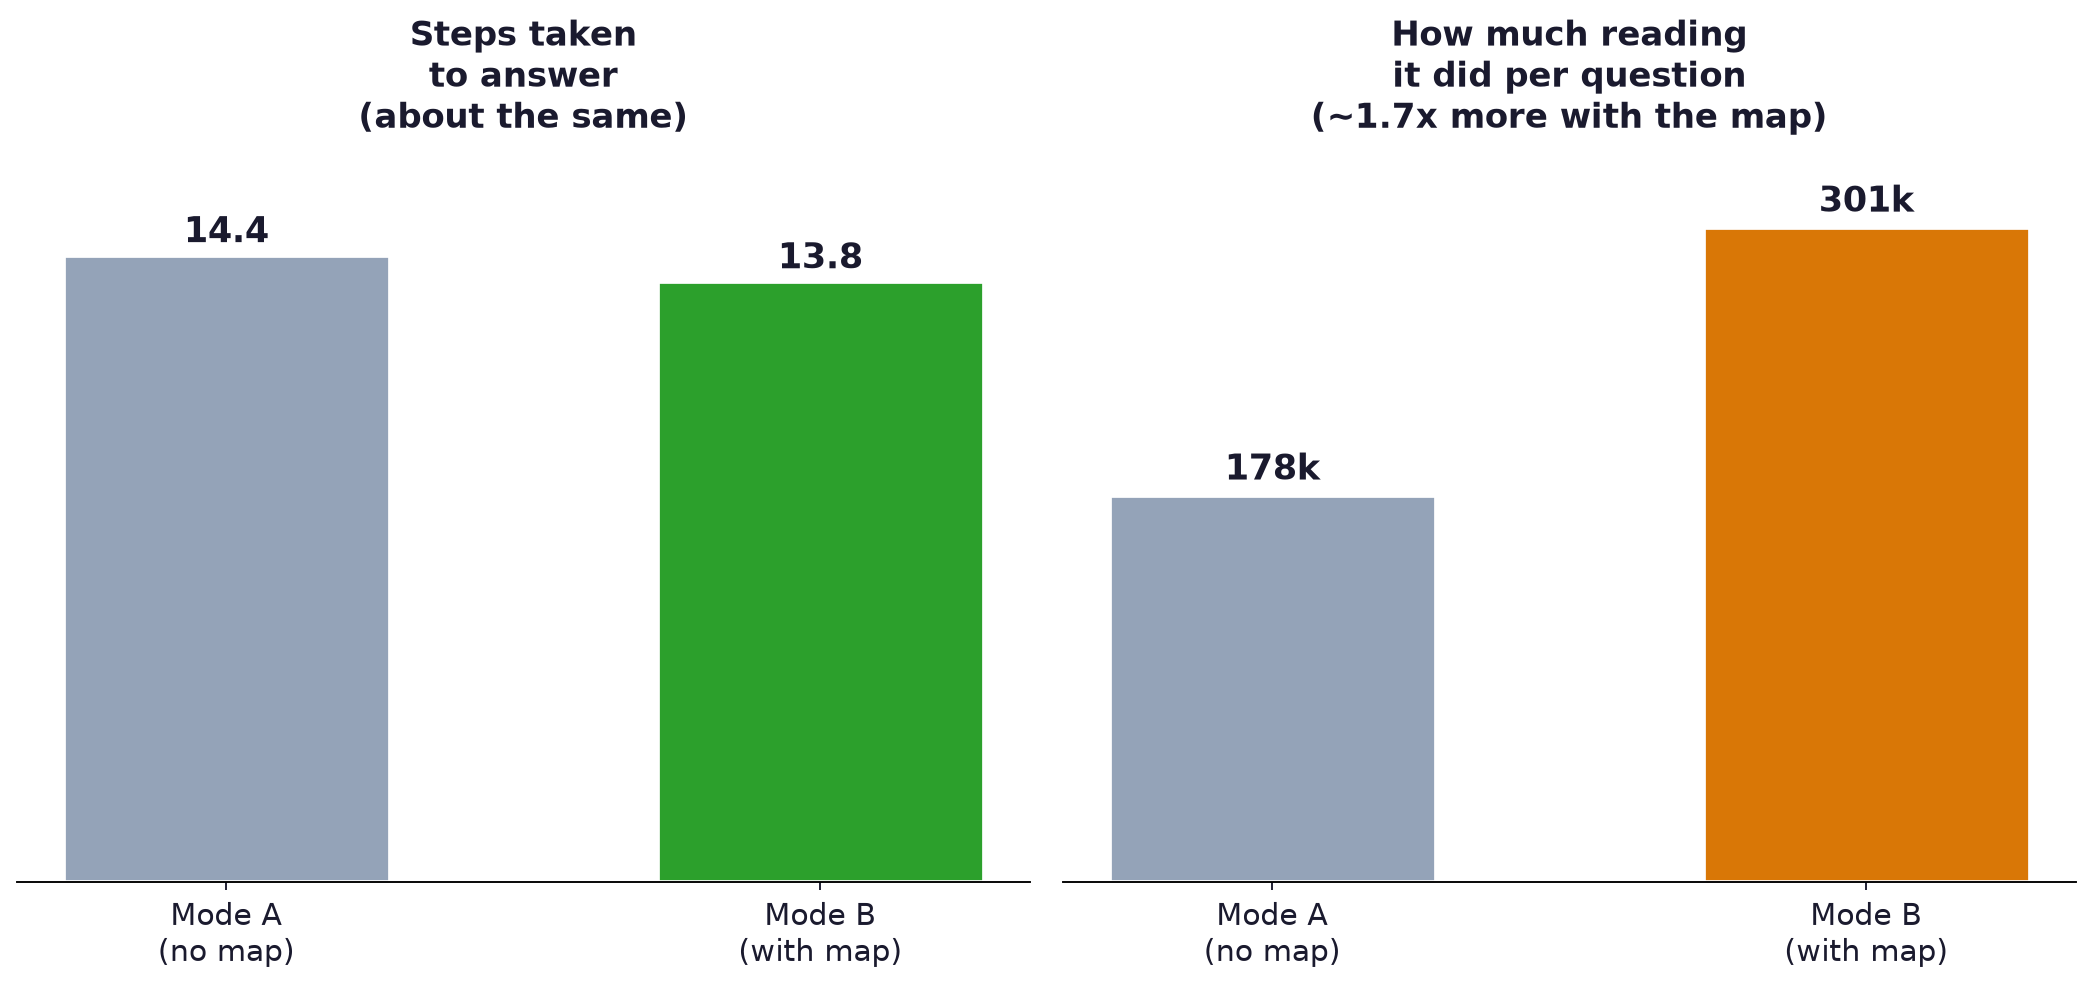 Steps taken
to answer
(about the same)
14.4
13.8
Mode A
(no map)
Mode B
(with map)
How much reading
it did per question
(~1.7x more with the map)
178k
301k
Mode A
(no map)
Mode B
(with map)